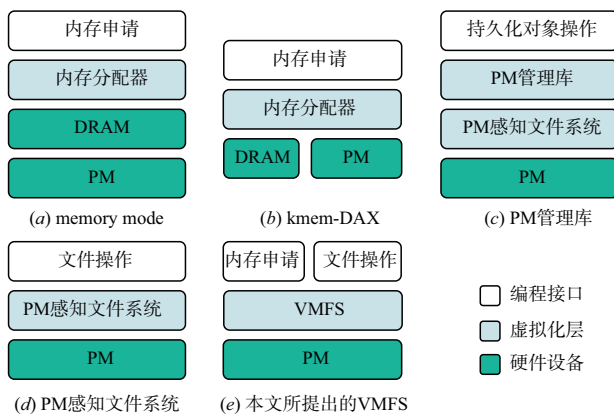 内存申请
内存分配器
DRAM
PM
(a) memory mode
内存申请
内存分配器
DRAM PM
(b) kmem-DAX
持久化对象操作
PM管理库
PM感知文件系统
PM
(c) PM管理库
文件操作
PM感知文件系统
PM
(d) PM感知文件系统
内存申请 文件操作
VMFS
PM
(e) 本文所提出的VMFS
编程接口
虚拟化层
硬件设备